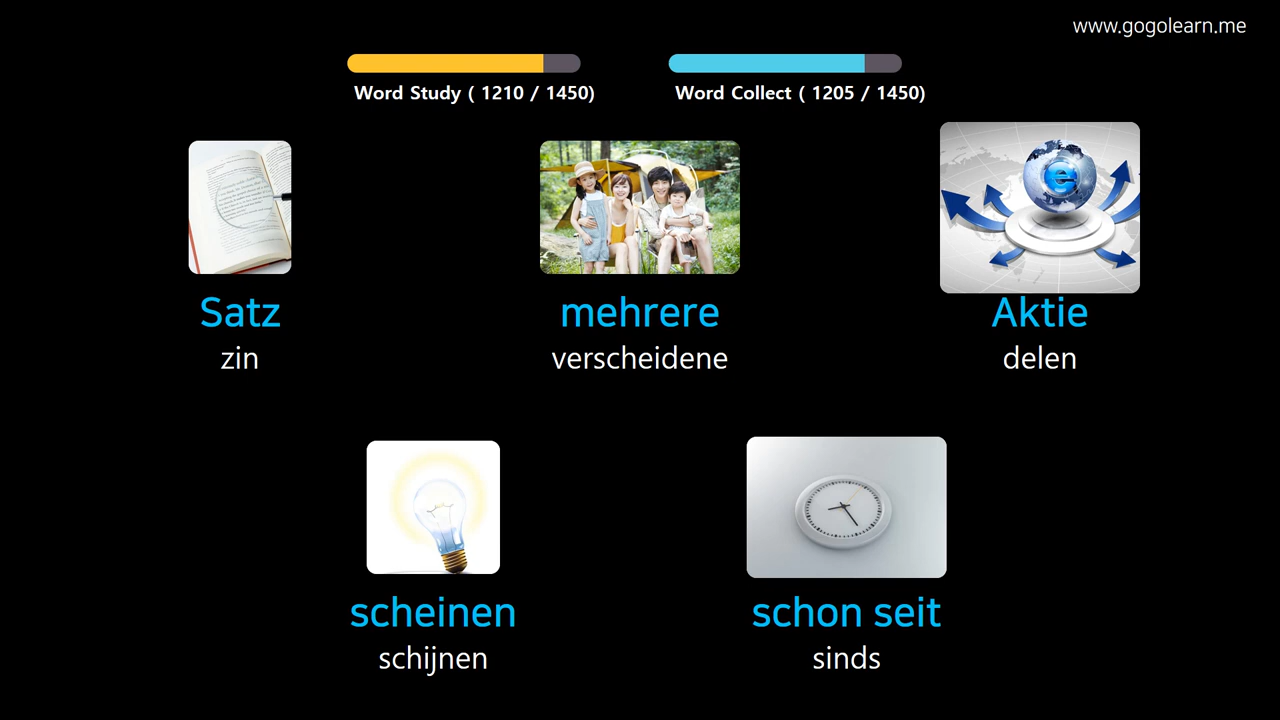 www.gogolearn.me
Word Study ( 1210 / 1450)
Word Collect ( 1205 / 1450)
Satz
zin
mehrere
verscheidene
Aktie
delen
scheinen
schijnen
schon seit
sinds